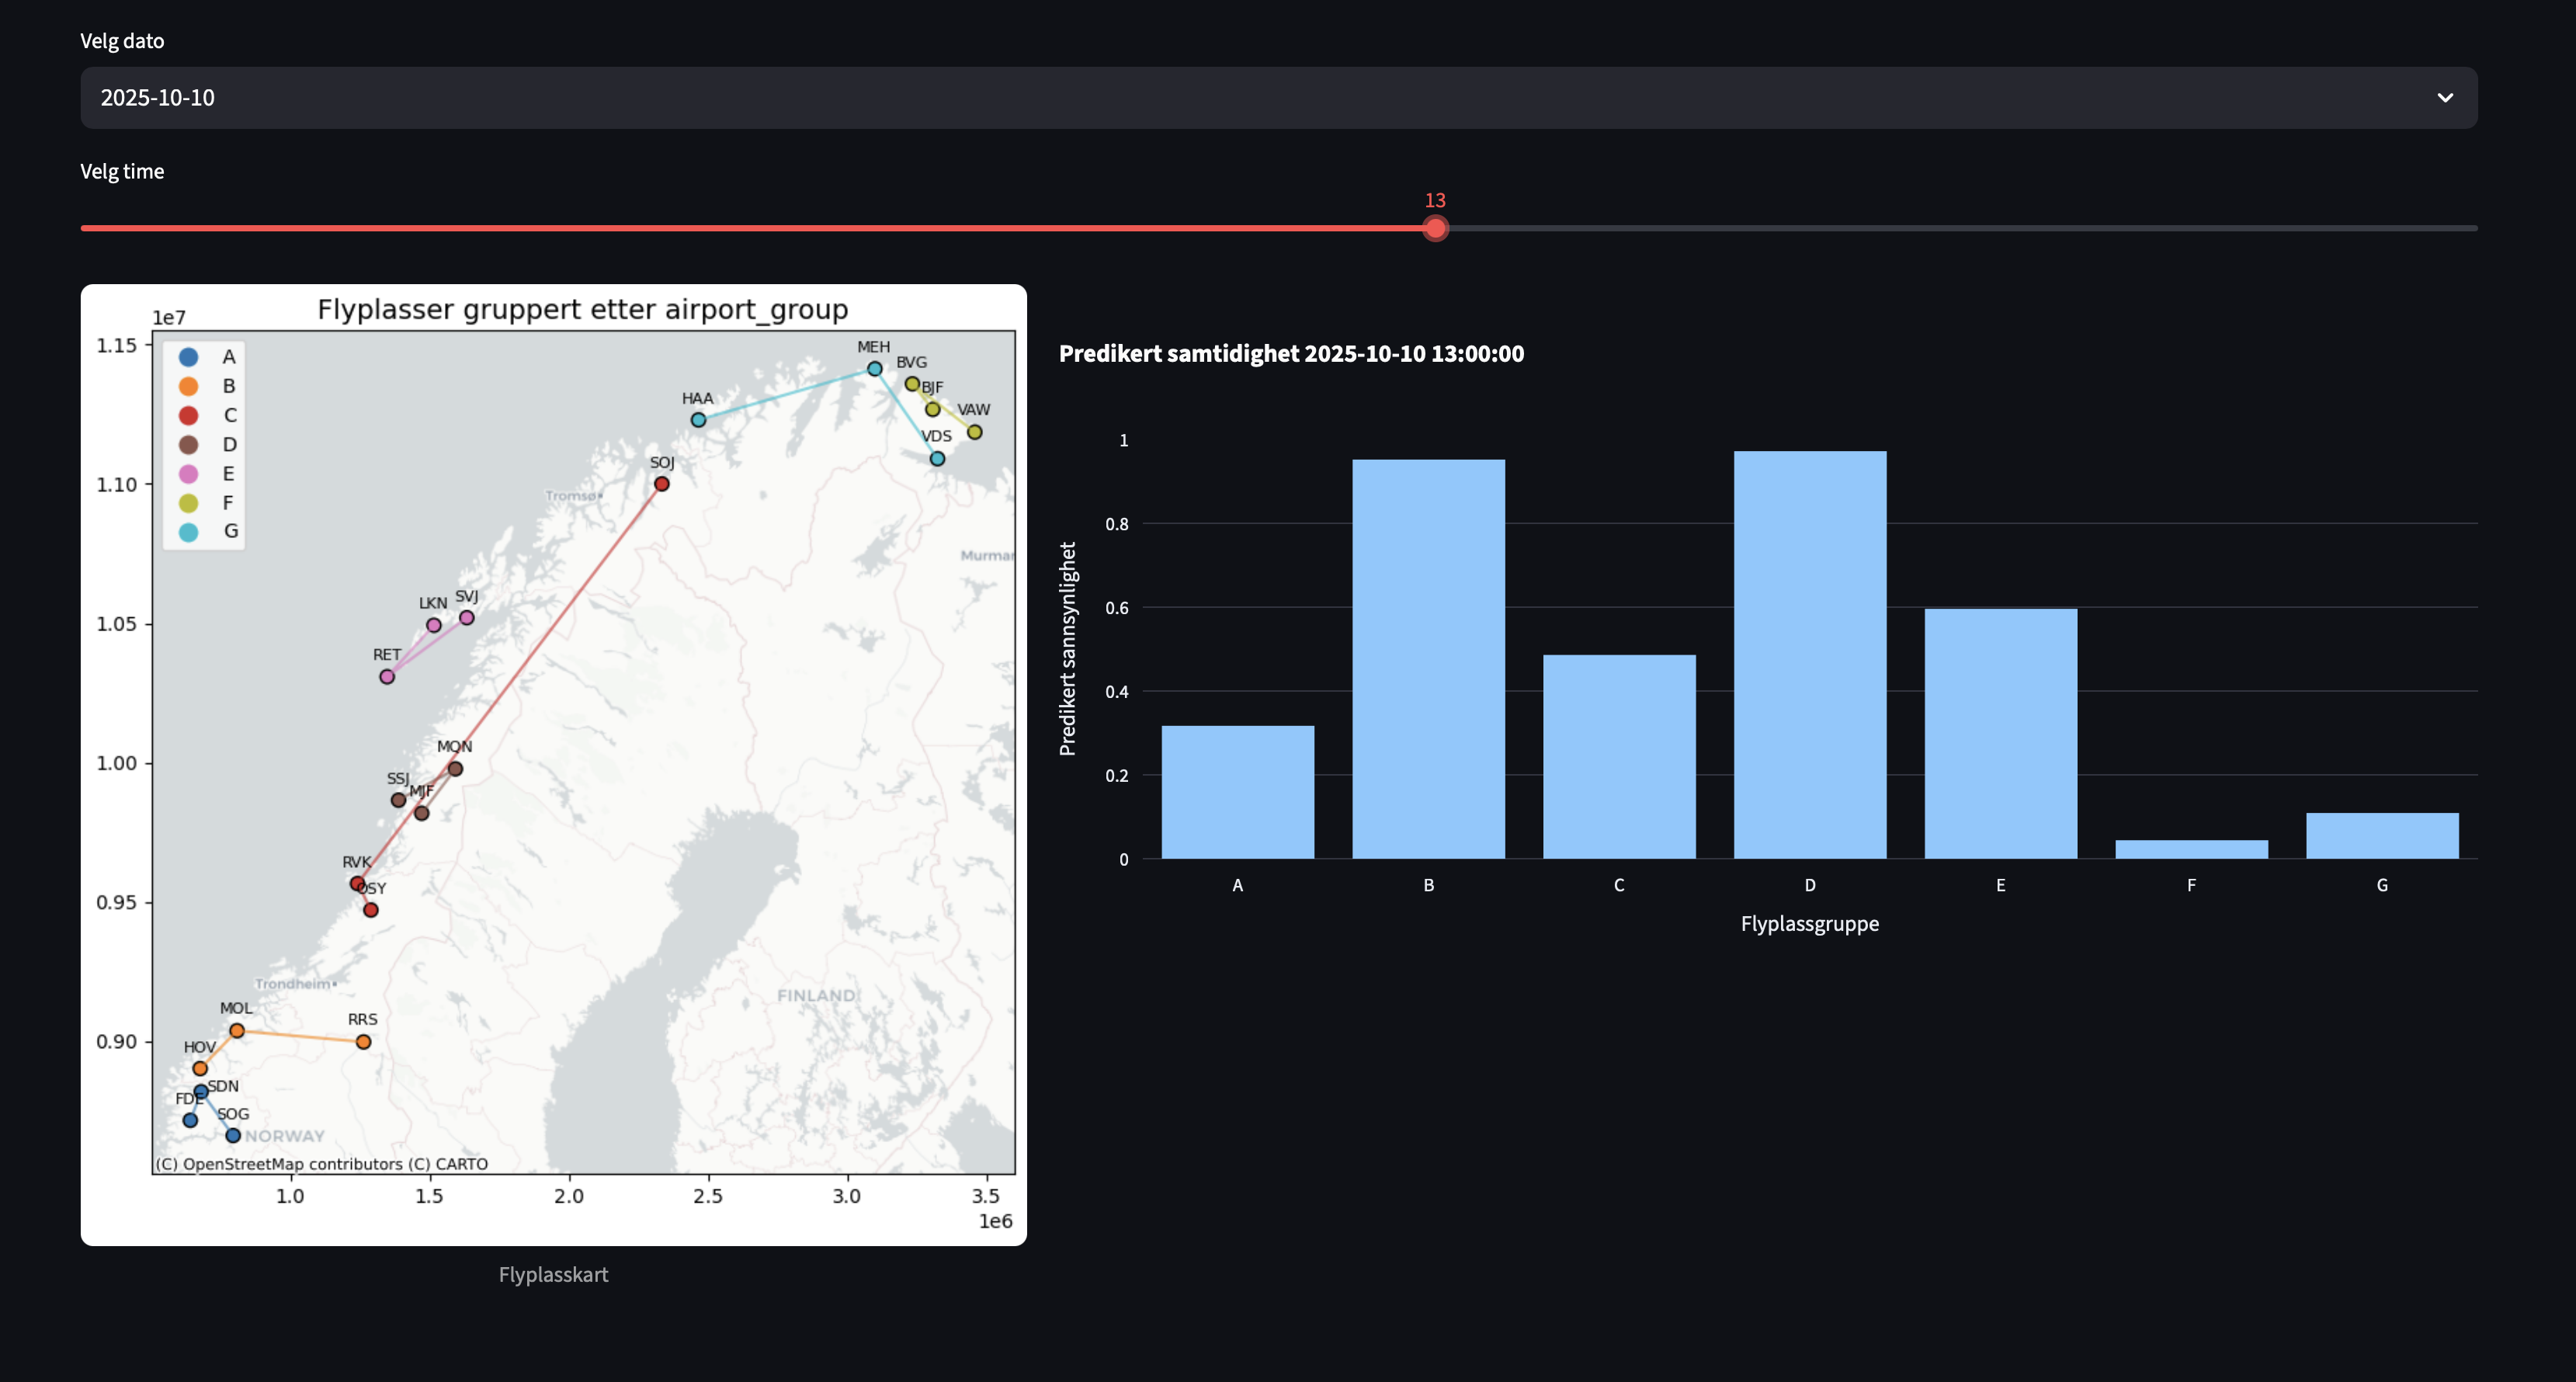 Velg dato
2025-10-10
Velg time
13
Flyplasser gruppert etter airport_group
1e7
1.15
1.10
1.05
1.00
0.95
0.90
A
B
C
D
E
F
G
MEH
BVG
BJF
HAA
VAW
VDS
SOJ
Tromsø
Murmar
LKN
SVJ
RET
MQN
SSJ
MJF
RVK
OSY
Trondheim
FINLAND
MOL
RRS
HOV
SDN
FDE
SOG
NORWAY
(C) OpenStreetMap contributors (C) CARTO
1.0 1.5 2.0 2.5 3.0 3.5
1e6
Flyplasskart
Predikert samtidighet 2025-10-10 13:00:00
Predikert sannsynlighet
1
0.8
0.6
0.4
0.2
0
A B C D E F G
Flyplassgruppe